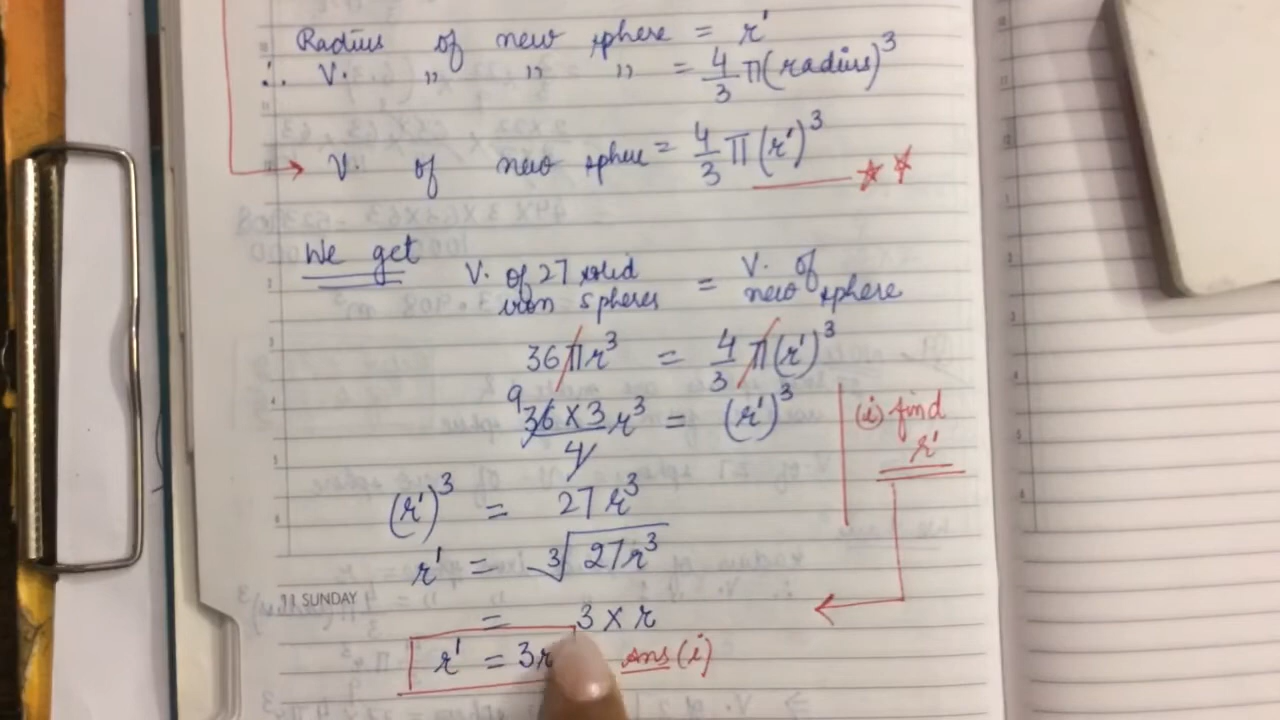 Radius of new sphere = r'
∴ V. ,, ,, ,, = 4/3 π(radius)³
V. of new sphere = 4/3 π(r')³
We get V. of 27 solid iron spheres = V. of new sphere
36πr³ = 4/3 π(r')³
9
36×3/4 r³ = (r')³
(i) find r'
(r')³ = 27r³
r' = ³√27r³
11 SUNDAY
= 3 × r
r' = 3r Ans (i)